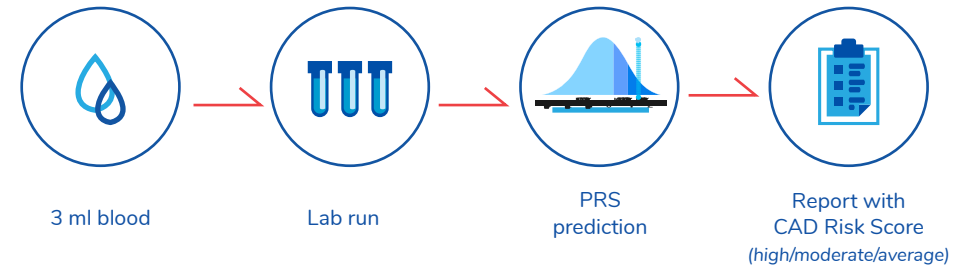 3 ml blood
Lab run
PRS
prediction
Report with
CAD Risk Score
(high/moderate/average)